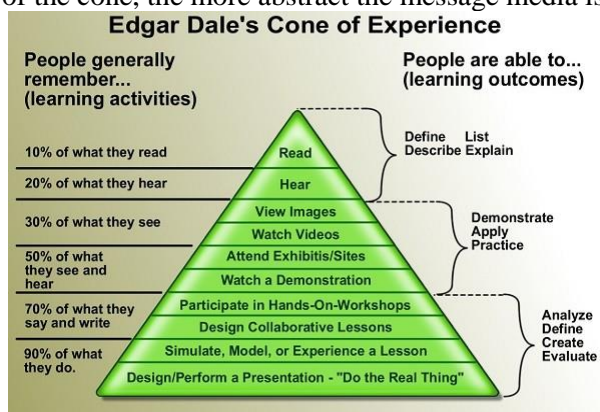 of the cone, the more abstract the message media is
Edgar Dale's Cone of Experience
People generally
remember...
(learning activities)
People are able to...
(learning outcomes)
10% of what they read
20% of what they hear
30% of what they see
50% of what
they see and
hear
70% of what they
say and write
90% of what
they do.
Read
Hear
View Images
Watch Videos
Attend Exhibitis/Sites
Watch a Demonstration
Participate in Hands-On-Workshops
Design Collaborative Lessons
Simulate, Model, or Experience a Lesson
Design/Perform a Presentation - "Do the Real Thing"
Define List
Describe Explain
Demonstrate
Apply
Practice
Analyze
Define
Create
Evaluate